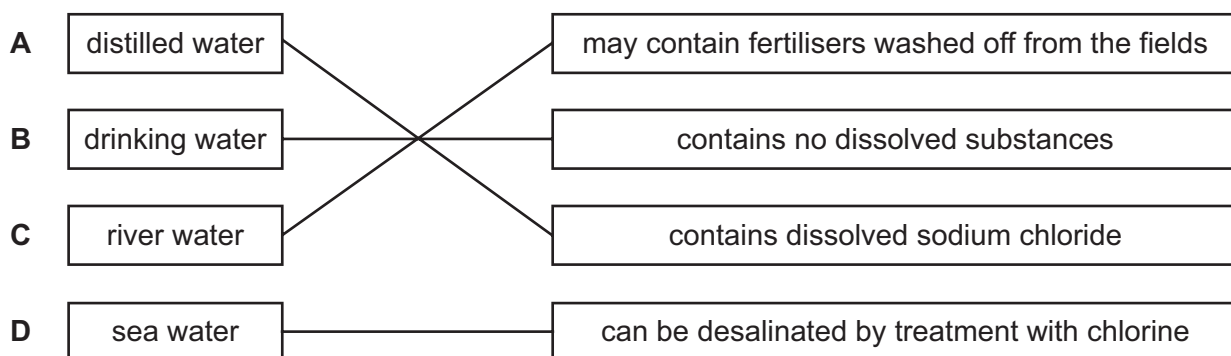 A distilled water may contain fertilisers washed off from the fields
B drinking water contains no dissolved substances
C river water contains dissolved sodium chloride
D sea water can be desalinated by treatment with chlorine